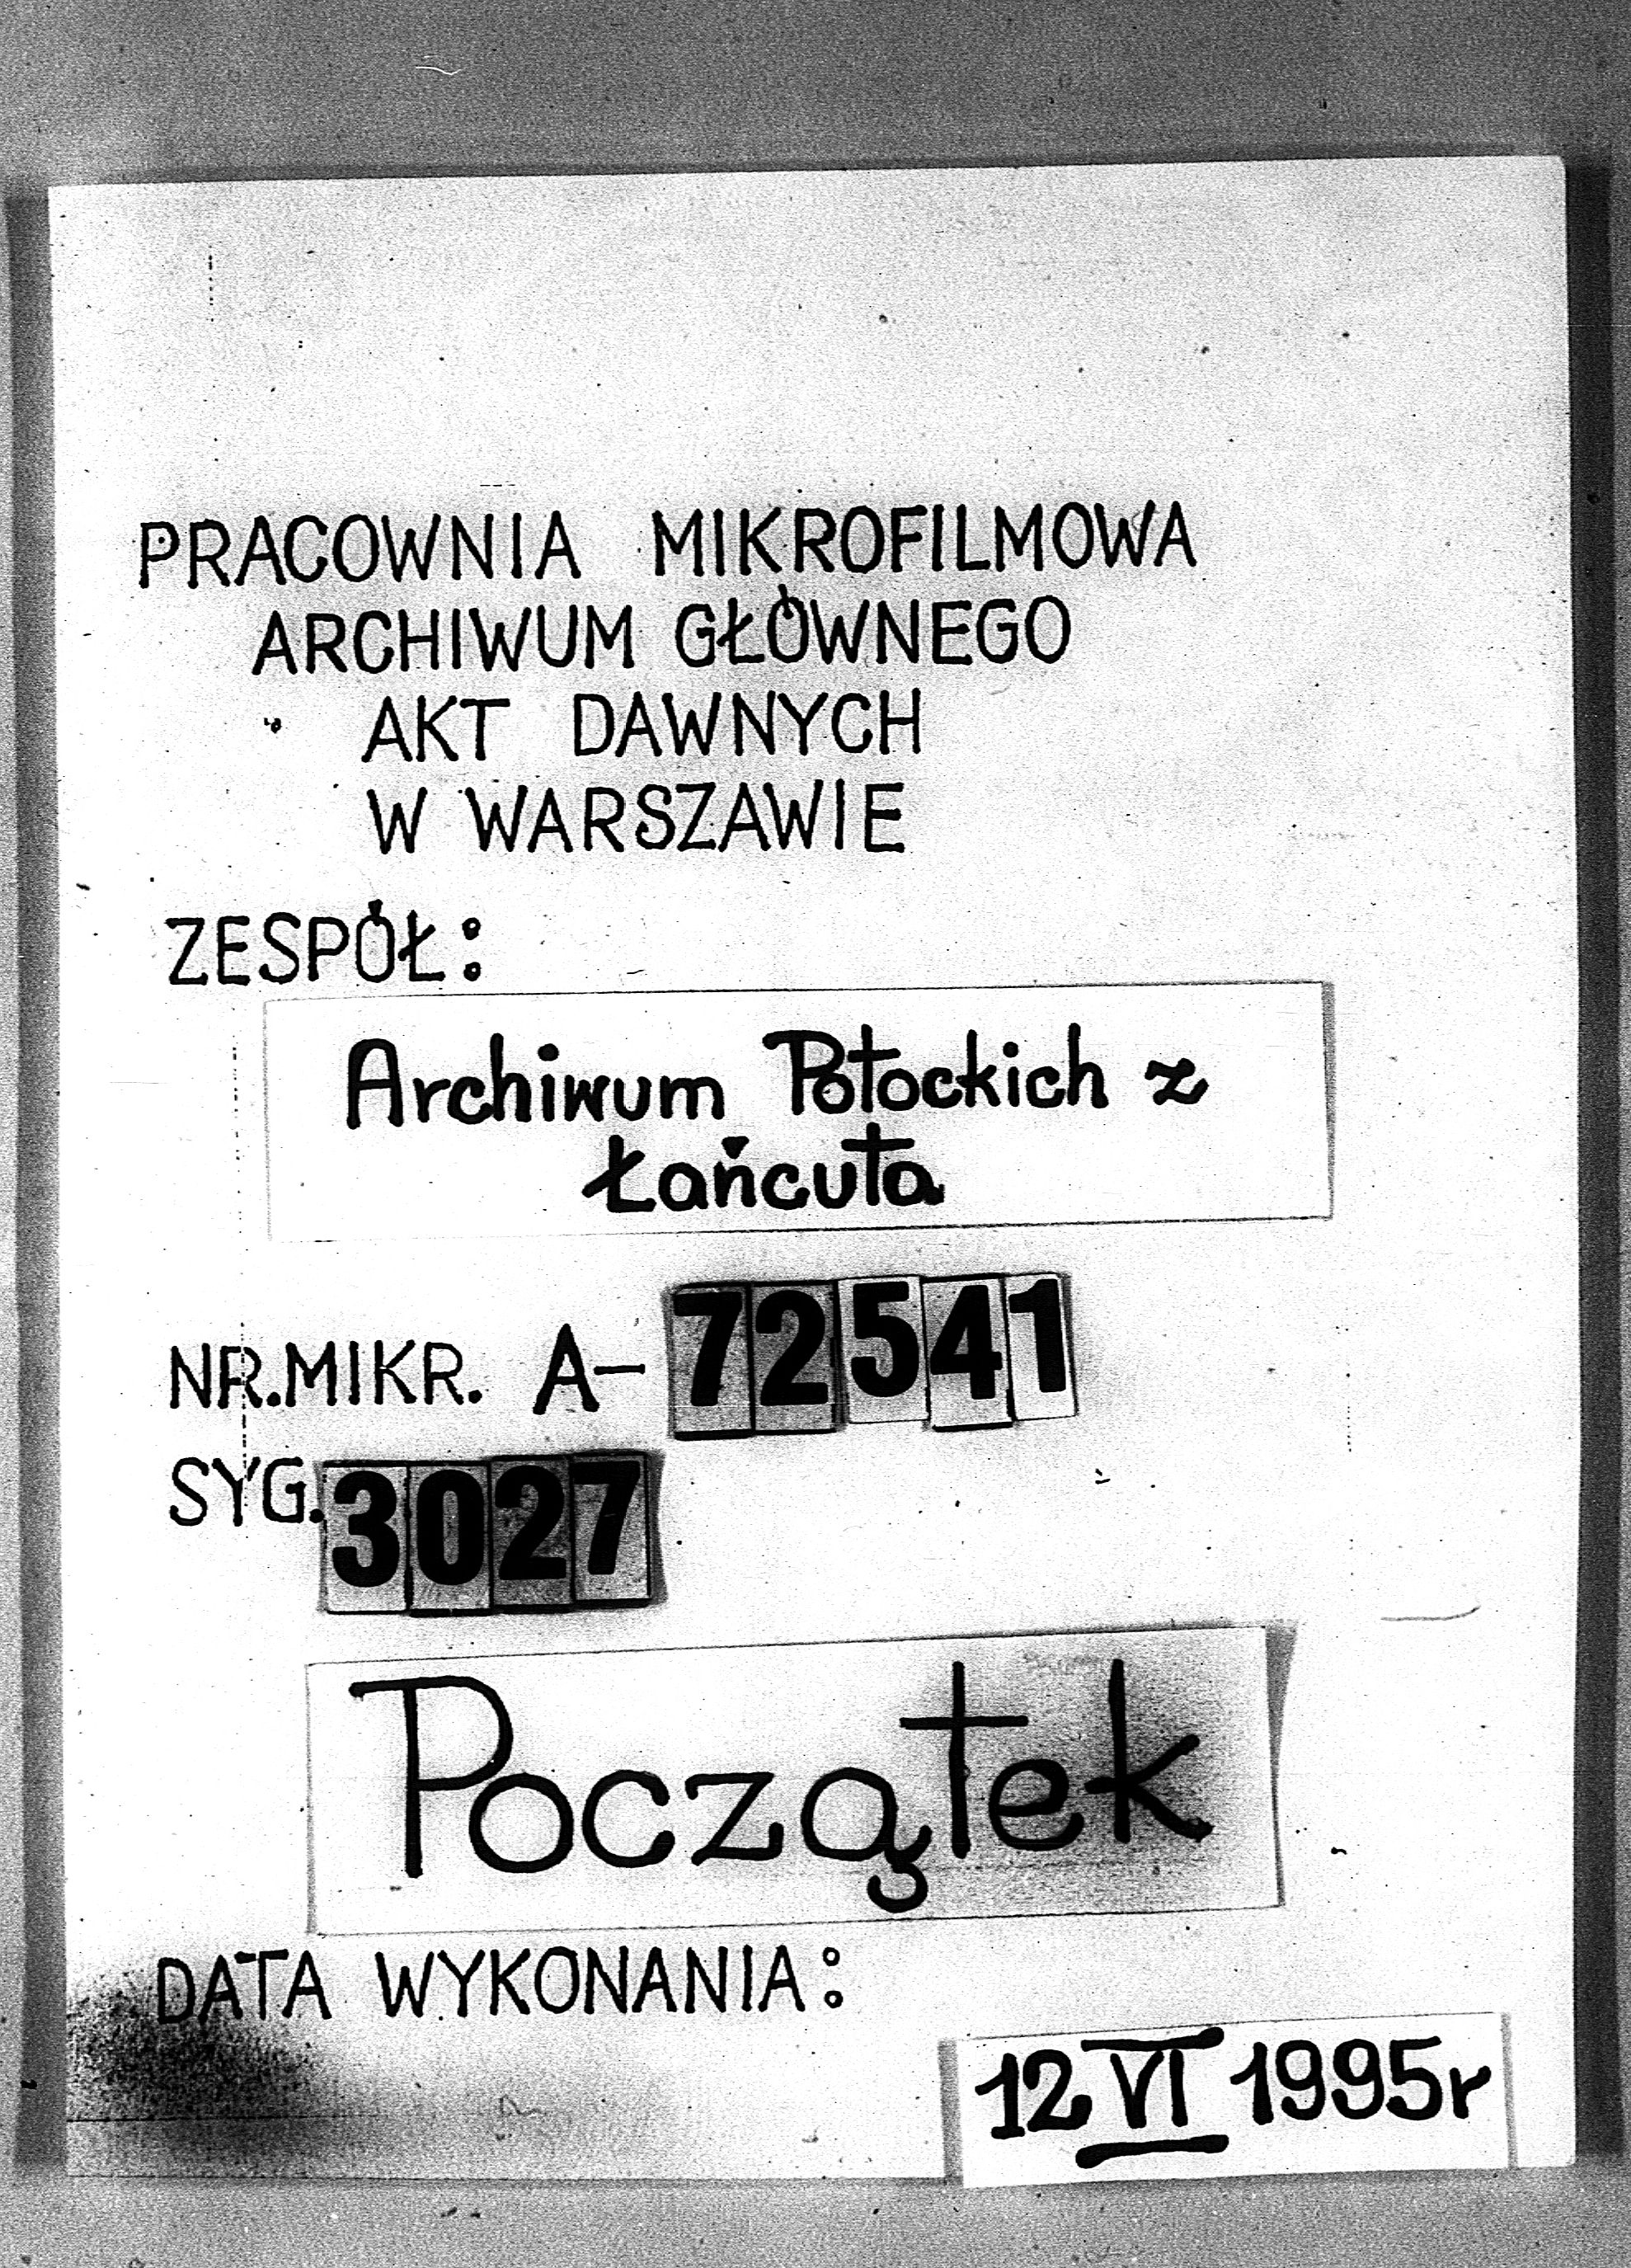 PRACOWNIA MIKROFILMOWA
ARCHIWUM GŁÓWNEGO
AKT DAWNYCH
W WARSZAWIE
ZESPÓŁ:
Archiwum Potockich z
Łańcuta
NR.MIKR. A-72541
SYG.3027
Początek
DATA WYKONANIA:
12 VI 1995r